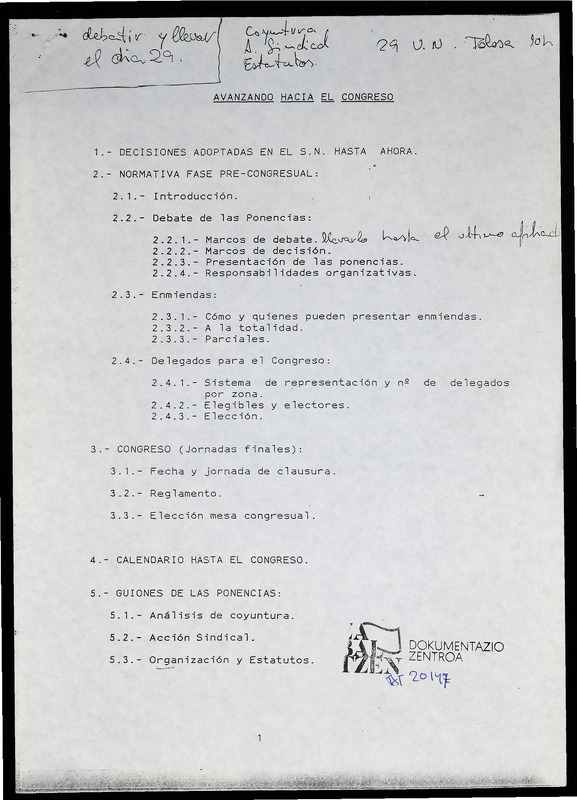 debatir y llevar
el dia 29.
Coyuntura
A. Sindical
Estatutos.
29 U.N. Tolosa 10h
AVANZANDO HACIA EL CONGRESO
1.- DECISIONES ADOPTADAS EN EL S.N. HASTA AHORA.
2.- NORMATIVA FASE PRE-CONGRESUAL:
2.1.- Introducción.
2.2.- Debate de las Ponencias:
2.2.1.- Marcos de debate. llevarlo hasta el ultimo afiliad
2.2.2.- Marcos de decisión.
2.2.3.- Presentación de las ponencias.
2.2.4.- Responsabilidades organizativas.
2.3.- Enmiendas:
2.3.1.- Cómo y quienes pueden presentar enmiendas.
2.3.2.- A la totalidad.
2.3.3.- Parciales.
2.4.- Delegados para el Congreso:
2.4.1.- Sistema de representación y nº de delegados
por zona.
2.4.2.- Elegibles y electores.
2.4.3.- Elección.
3.- CONGRESO (Jornadas finales):
3.1.- Fecha y jornada de clausura.
3.2.- Reglamento.
3.3.- Elección mesa congresual.
4.- CALENDARIO HASTA EL CONGRESO.
5.- GUIONES DE LAS PONENCIAS:
5.1.- Análisis de coyuntura.
5.2.- Acción Sindical.
5.3.- Organización y Estatutos.
DOKUMENTAZIO
ZENTROA
20147
1